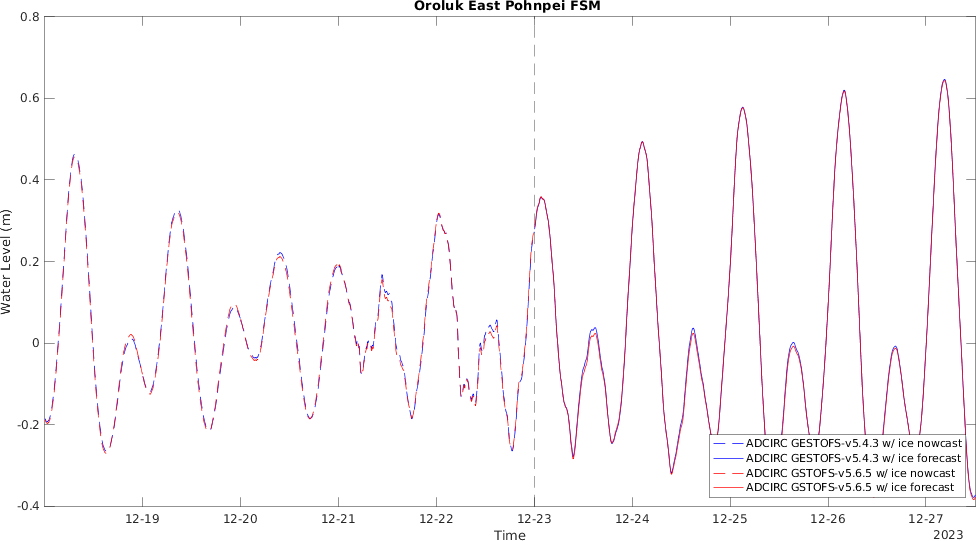 Oroluk East Pohnpei FSM
Water Level (m)
0.8
0.6
0.4
0.2
0
-0.2
-0.4
12-19
12-20
12-21
12-22
12-23
12-24
12-25
12-26
12-27
Time
2023
ADCIRC GESTOFS-v5.4.3 w/ ice nowcast
ADCIRC GESTOFS-v5.4.3 w/ ice forecast
ADCIRC GSTOFS-v5.6.5 w/ ice nowcast
ADCIRC GSTOFS-v5.6.5 w/ ice forecast